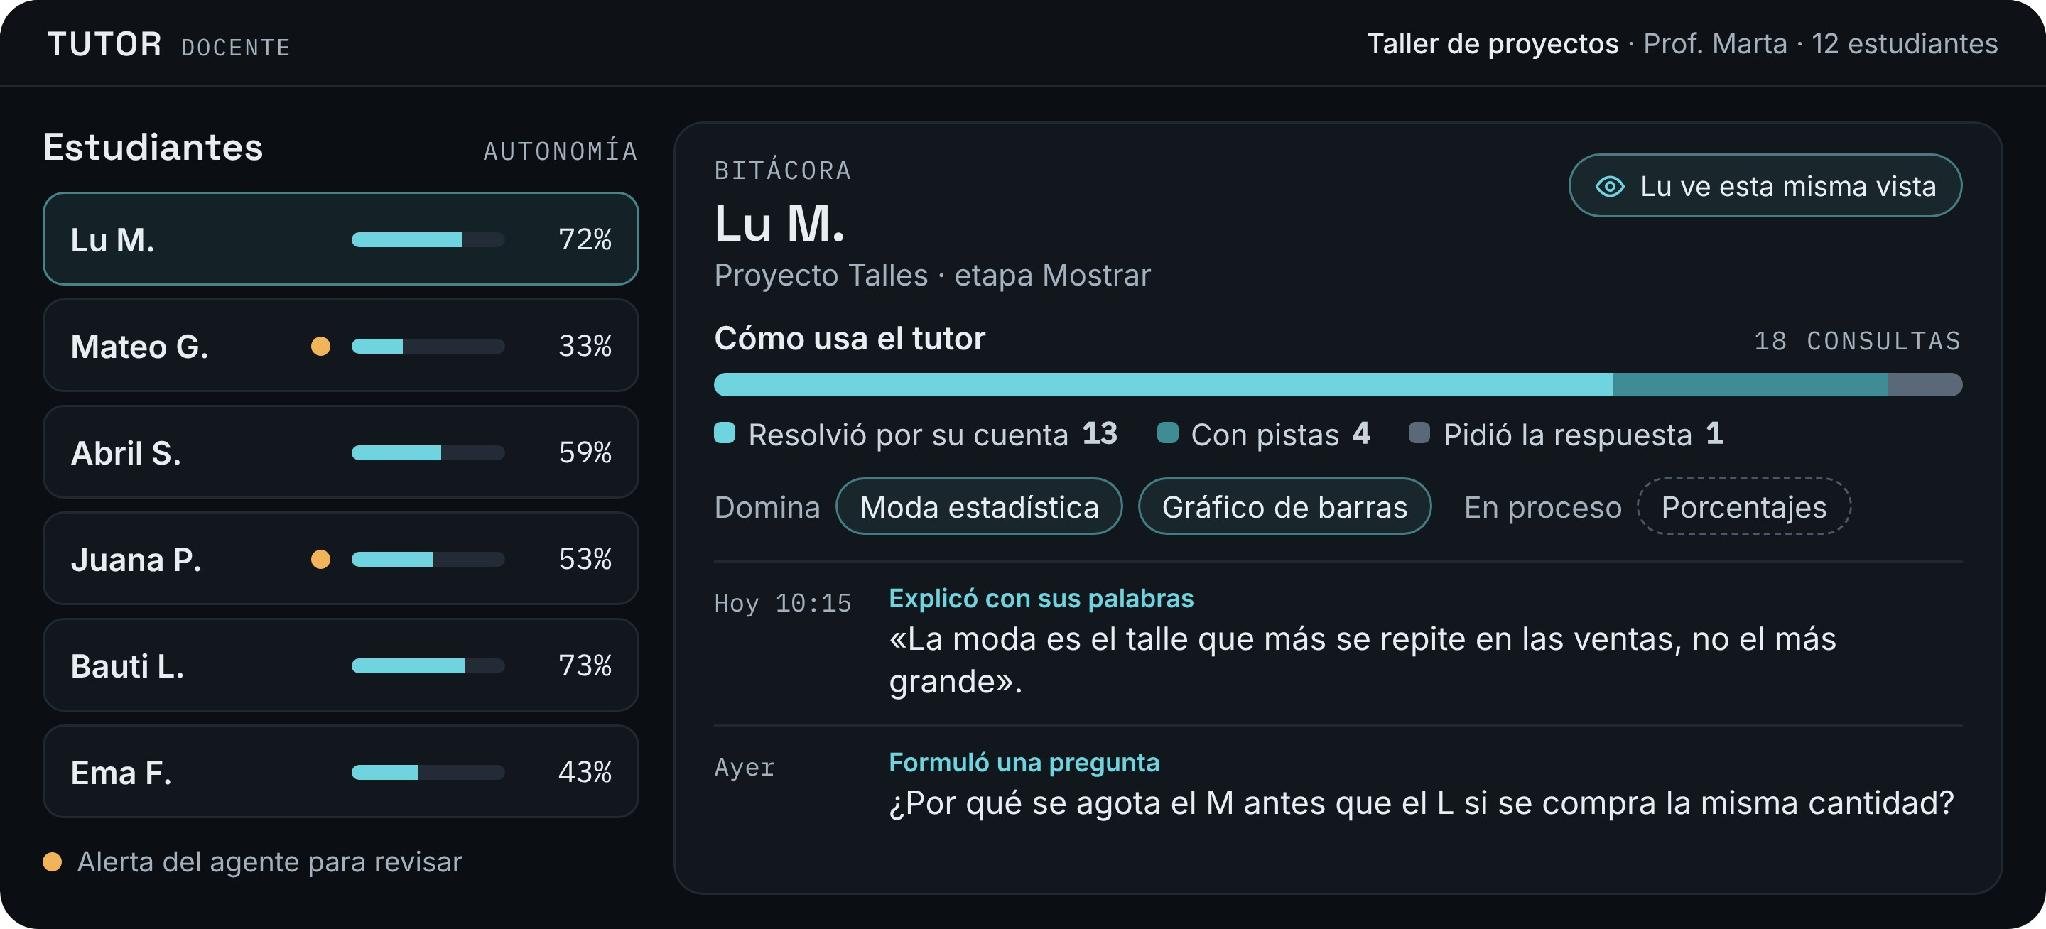 TUTOR DOCENTE
Taller de proyectos · Prof. Marta · 12 estudiantes
Estudiantes AUTONOMÍA
Lu M. 72%
Mateo G. 33%
Abril S. 59%
Juana P. 53%
Bauti L. 73%
Ema F. 43%
Alerta del agente para revisar
BITÁCORA
Lu M.
Lu ve esta misma vista
Proyecto Talles · etapa Mostrar
Cómo usa el tutor 18 CONSULTAS
Resolvió por su cuenta 13 Con pistas 4 Pidió la respuesta 1
Domina Moda estadística Gráfico de barras En proceso Porcentajes
Hoy 10:15 Explicó con sus palabras
«La moda es el talle que más se repite en las ventas, no el más
grande».
Ayer Formuló una pregunta
¿Por qué se agota el M antes que el L si se compra la misma cantidad?